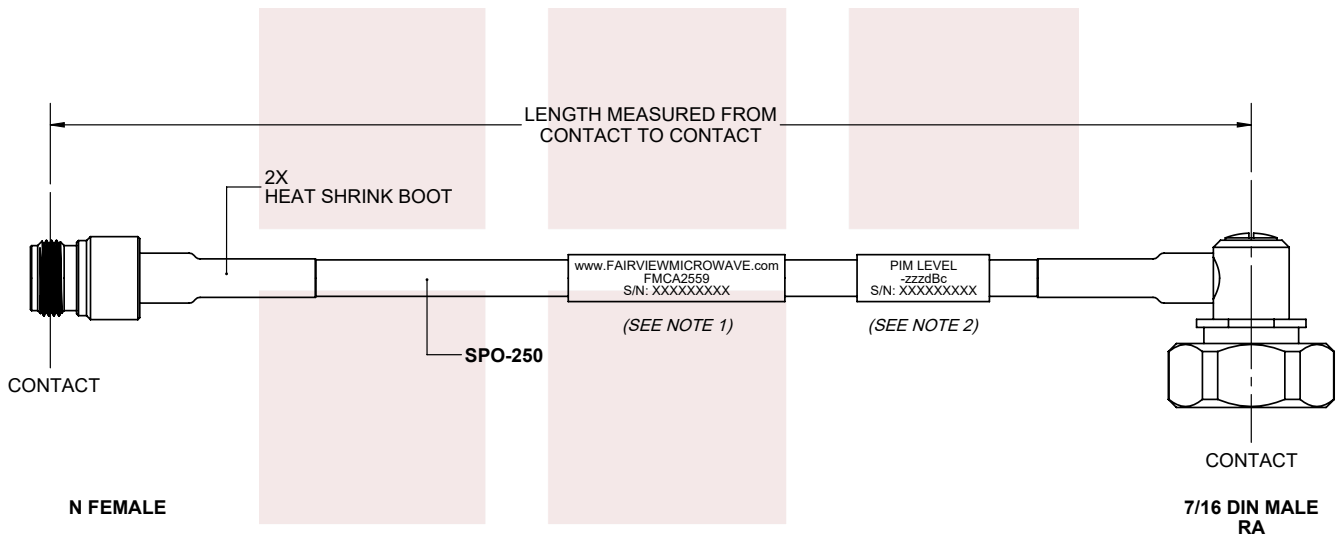 LENGTH MEASURED FROM
CONTACT TO CONTACT
2X
HEAT SHRINK BOOT
www.FAIRVIEWMICROWAVE.com
FMCA2559
S/N: XXXXXXXXX
PIM LEVEL
-zzzdBc
S/N: XXXXXXXXX
(SEE NOTE 1)
(SEE NOTE 2)
SPO-250
CONTACT
CONTACT
N FEMALE
7/16 DIN MALE
RA